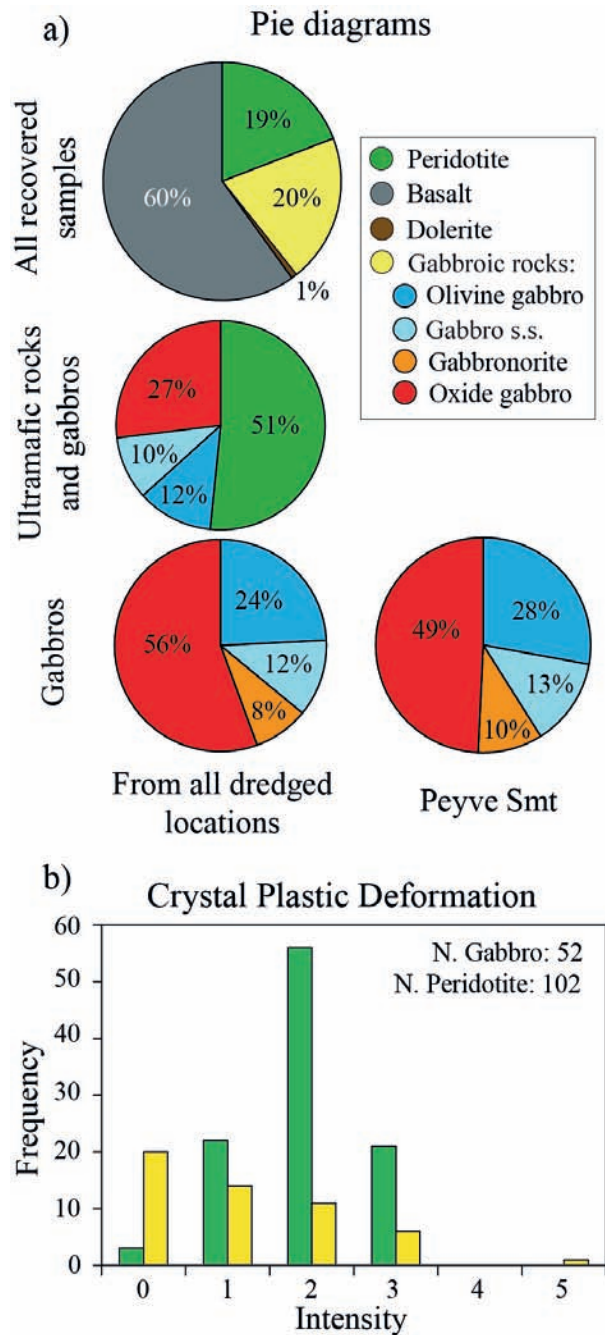 a)
Pie diagrams
All recovered
samples
19%
60%
20%
1%
Peridotite
Basalt
Dolerite
Gabbroic rocks:
Olivine gabbro
Gabbro s.s.
Gabbronorite
Oxide gabbro
Ultramafic rocks
and gabbros
27%
51%
10%
12%
Gabbros
24%
56%
12%
8%
28%
49%
13%
10%
From all dredged
locations
Peyve Smt
b)
Crystal Plastic Deformation
N. Gabbro: 52
N. Peridotite: 102
Frequency
60
50
40
30
20
10
0
0 1 2 3 4 5
Intensity